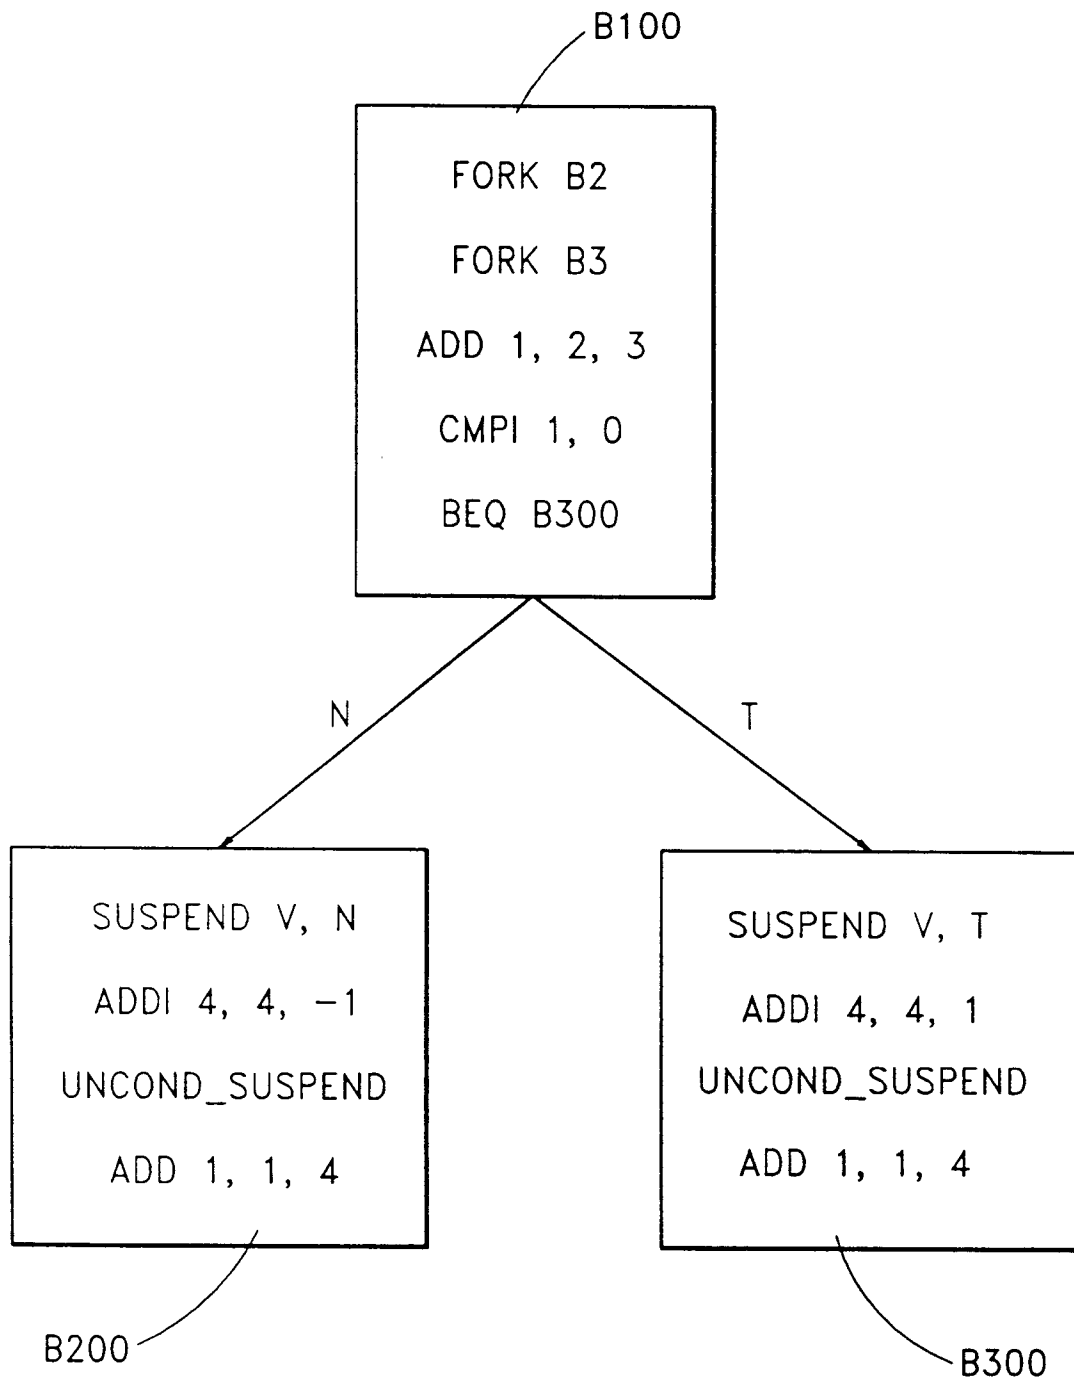 B100
FORK B2
FORK B3
ADD 1, 2, 3
CMPI 1, 0
BEQ B300
N
T
SUSPEND V, N
ADDI 4, 4, -1
UNCOND_SUSPEND
ADD 1, 1, 4
SUSPEND V, T
ADDI 4, 4, 1
UNCOND_SUSPEND
ADD 1, 1, 4
B200
B300